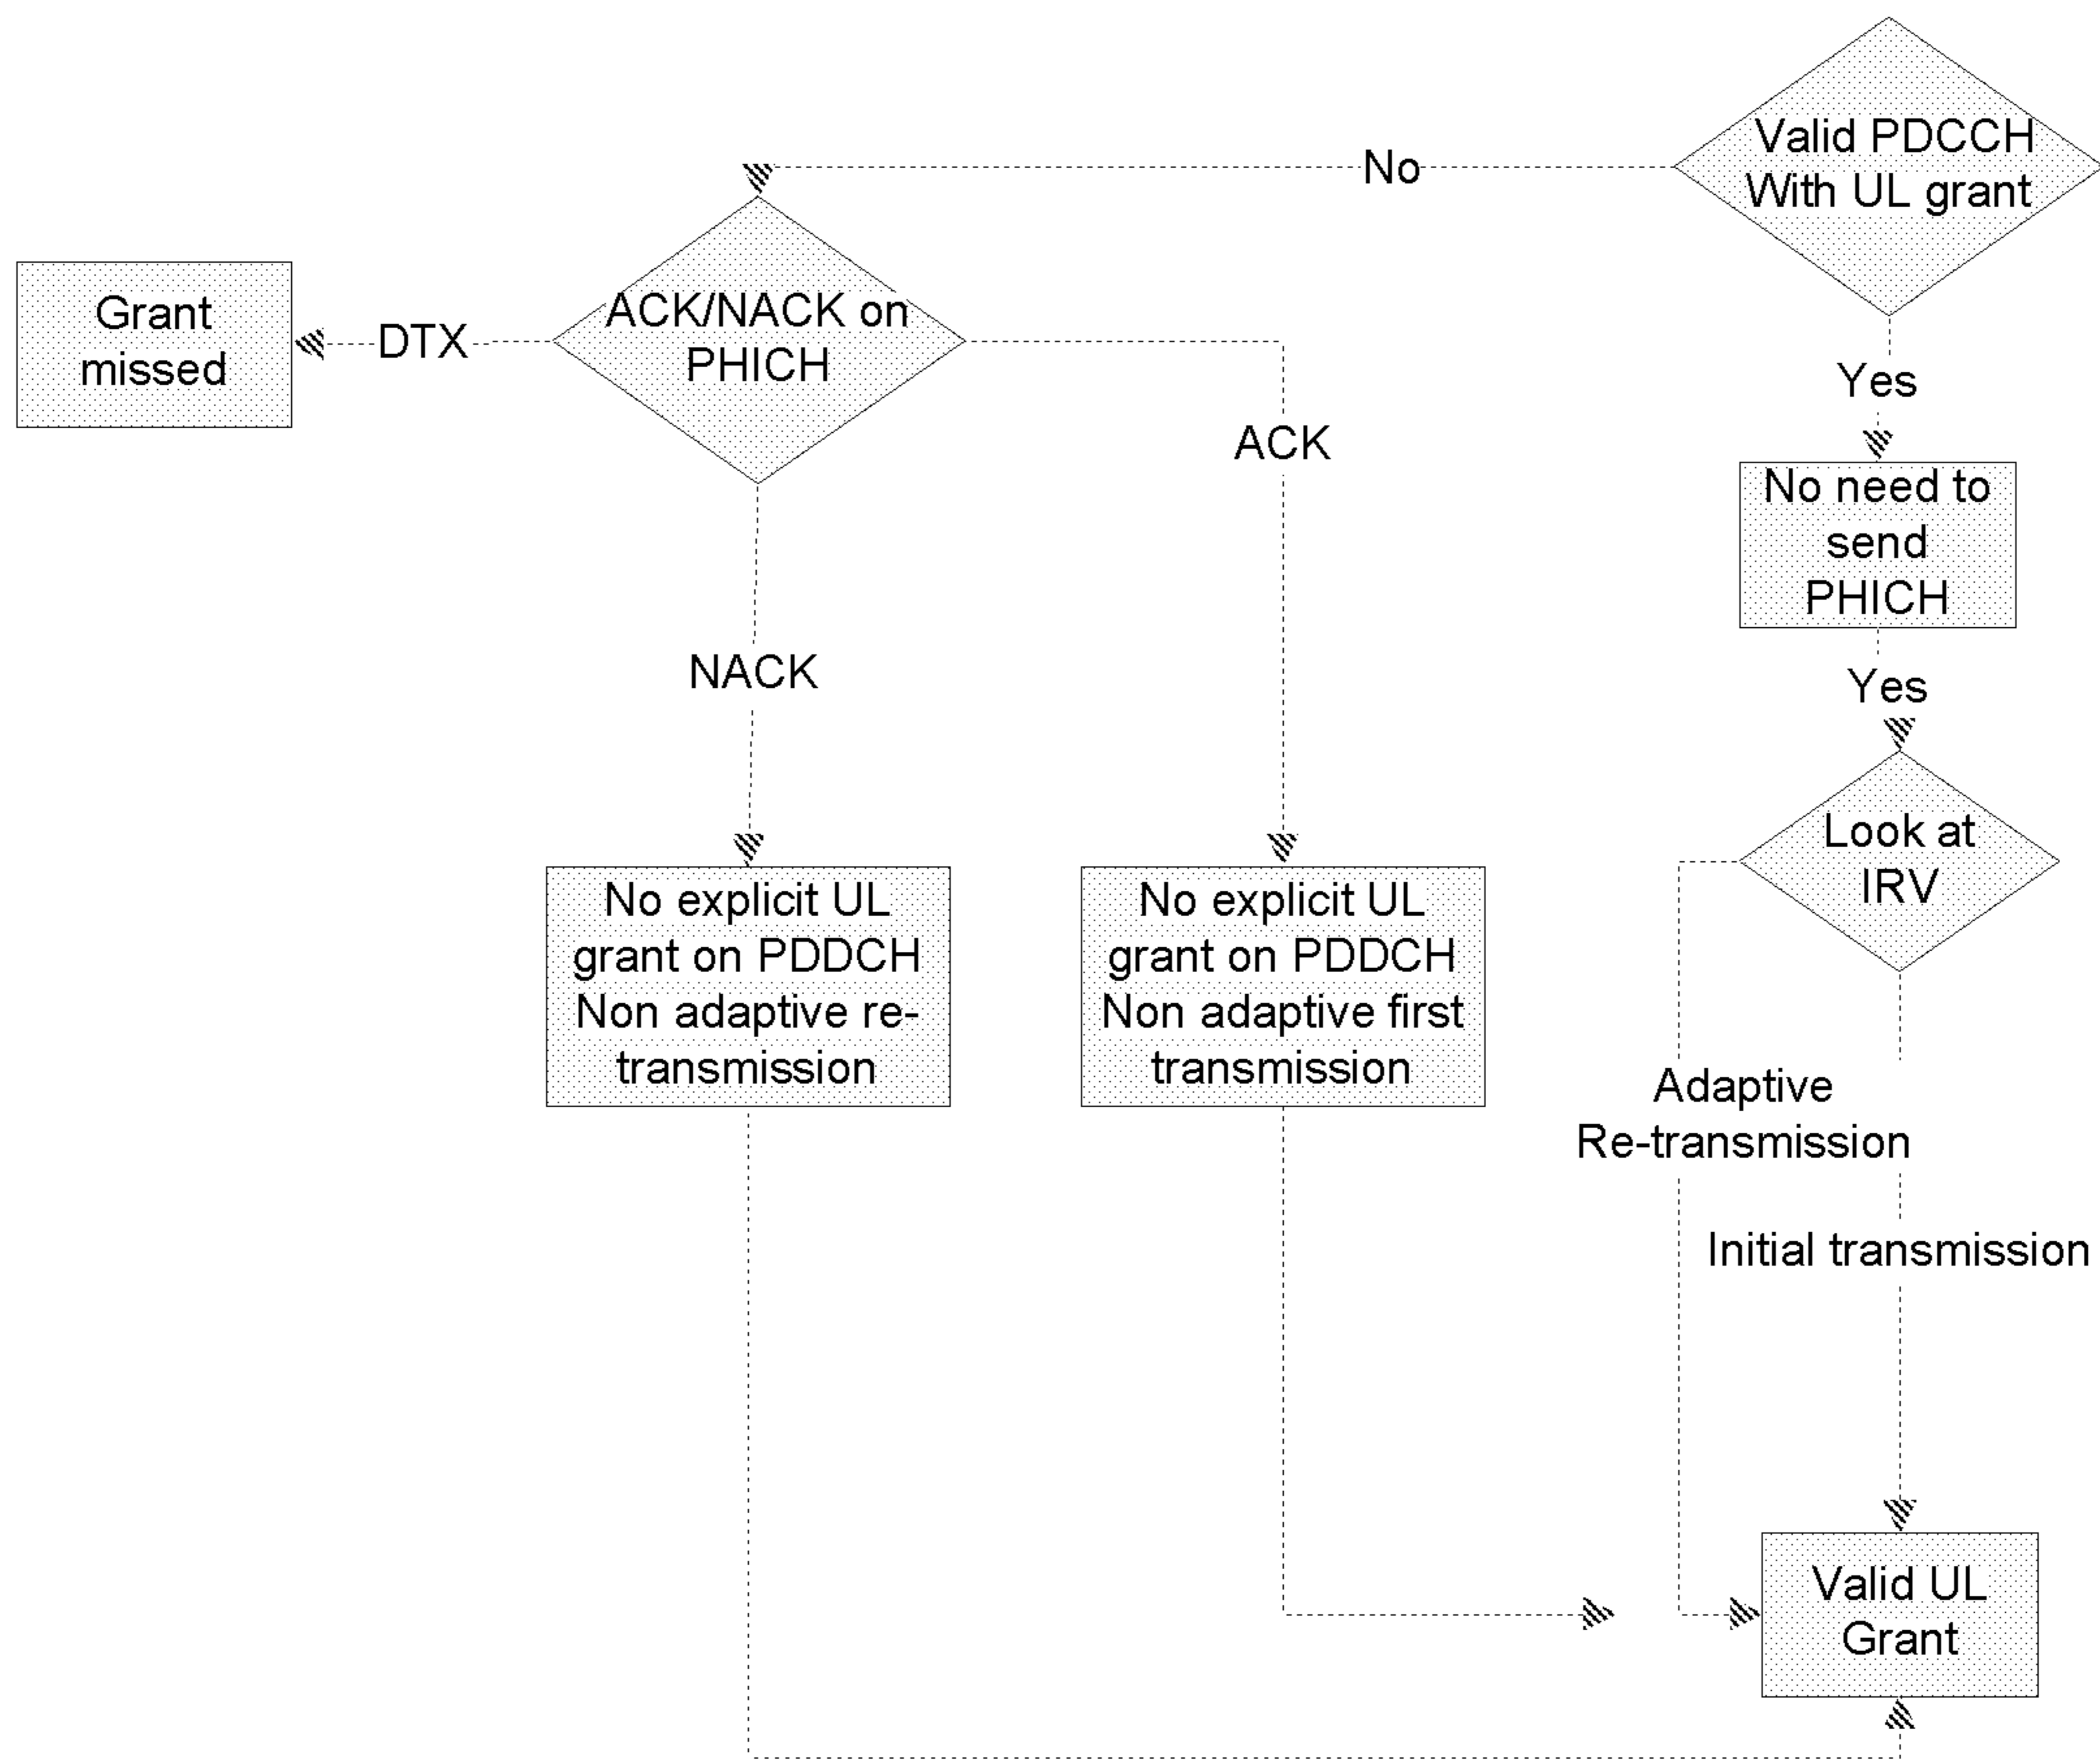 Valid PDCCH
With UL grant
No
Grant
missed
DTX
ACK/NACK on
PHICH
Yes
ACK
No need to
send
PHICH
NACK
Yes
Look at
IRV
No explicit UL
grant on PDDCH
Non adaptive re-
transmission
No explicit UL
grant on PDDCH
Non adaptive first
transmission
Adaptive
Re-transmission
Initial transmission
Valid UL
Grant